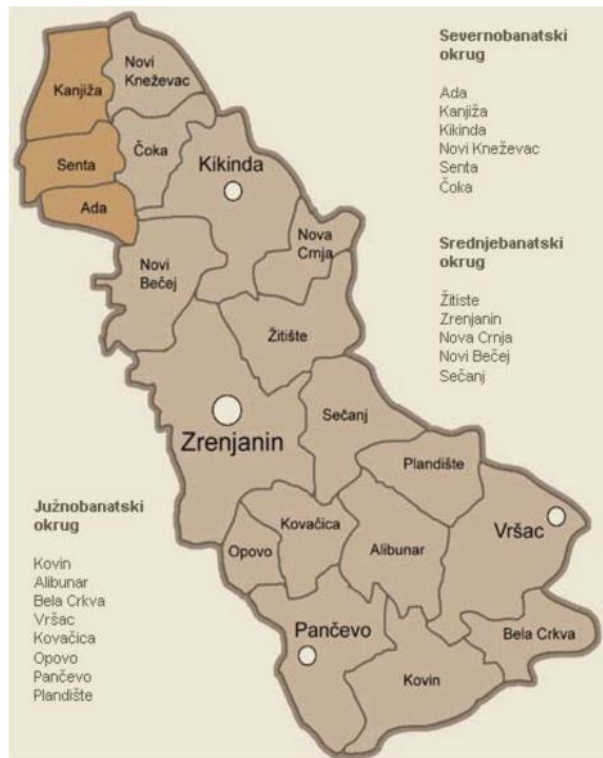 Severnobanatski
okrug
Ada
Kanjiža
Kikinda
Novi Kneževac
Senta
Čoka
Srednjebanatski
okrug
Žitiste
Zrenjanin
Nova Crnja
Novi Bečej
Sečanj
Novi
Kneževac
Kanjiža
Čoka
Senta
Kikinda
Ada
Nova
Crnja
Novi
Bečej
Žitište
Sečanj
Zrenjanin
Plandište
Kovačica
Vršac
Opovo
Alibunar
Pančevo
Bela Crkva
Kovin
Južnobanatski
okrug
Kovin
Alibunar
Bela Crkva
Vršac
Kovačica
Opovo
Pančevo
Plandište